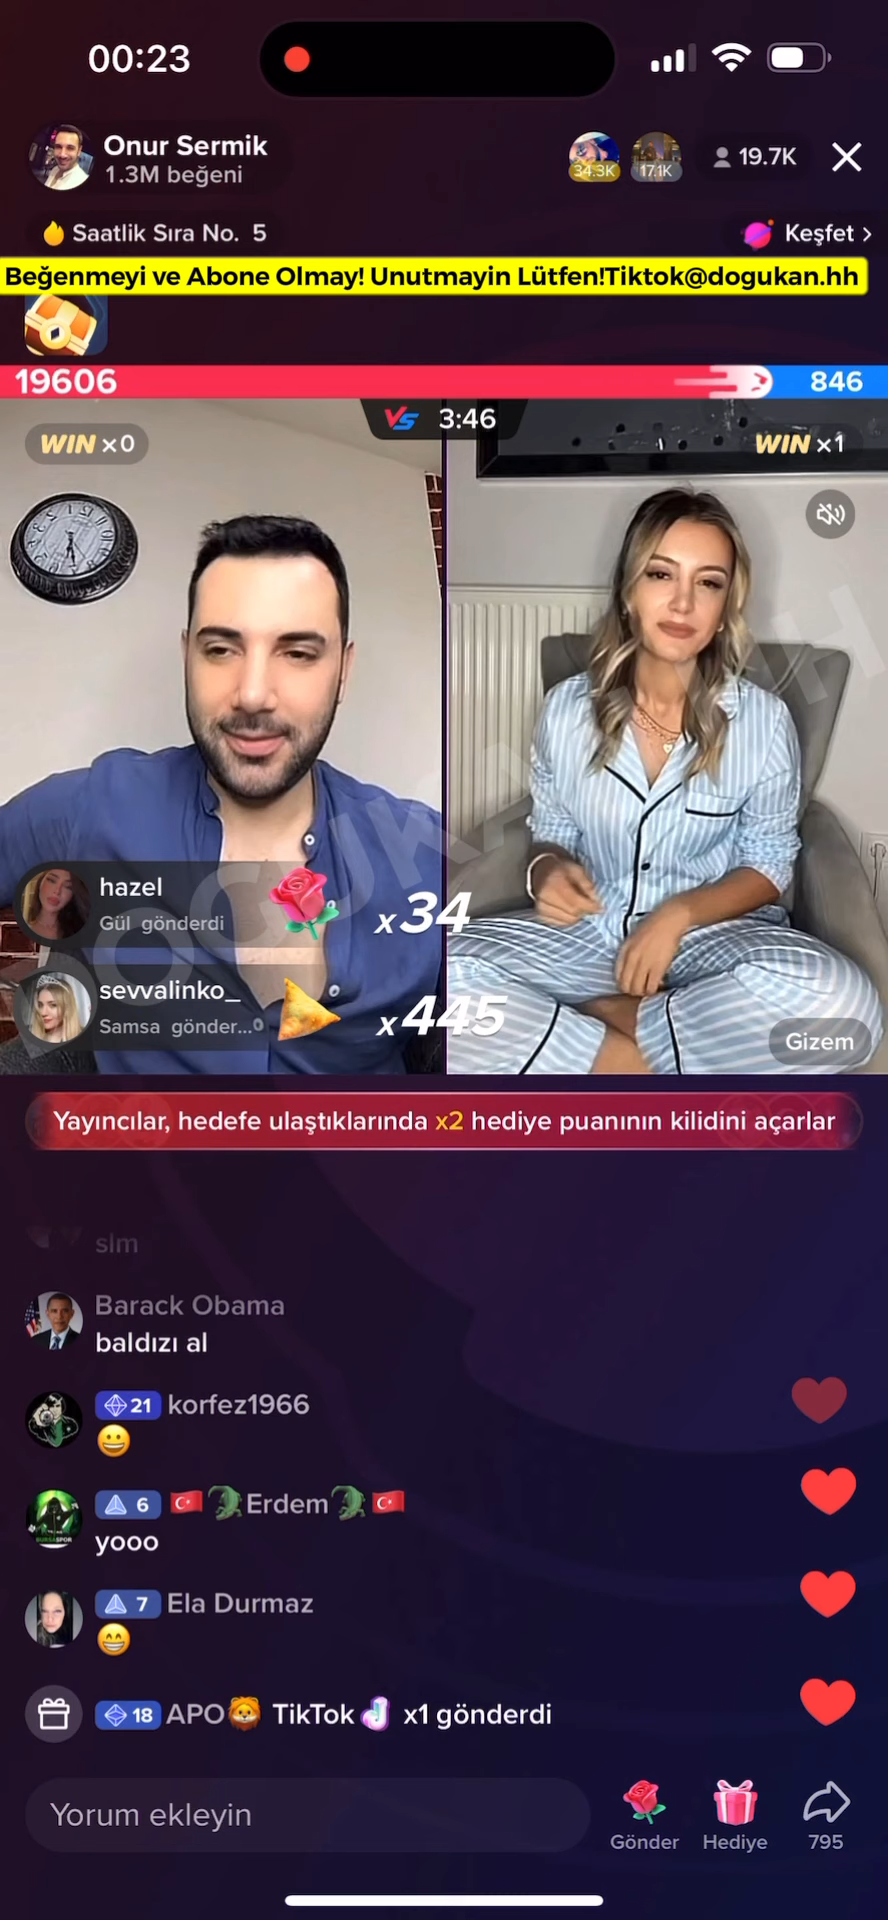 00:23
Onur Sermik
1.3M beğeni
34.3K
17.1K
19.7K
Saatlik Sıra No. 5
Keşfet >
Beğenmeyi ve Abone Olmay! Unutmayin Lütfen!Tiktok@dogukan.hh
19606
846
VS 3:46
WIN x0
WIN x1
hazel
Gül gönderdi
x34
sevvalinko_
Samsa gönder...
x445
Gizem
Yayıncılar, hedefe ulaştıklarında x2 hediye puanının kilidini açarlar
slm
Barack Obama
baldızı al
21 korfez1966
😀
6 🇹🇷🐊Erdem🐊🇹🇷
yooo
7 Ela Durmaz
😁
18 APO🦁 TikTok x1 gönderdi
Yorum ekleyin
Gönder
Hediye
795